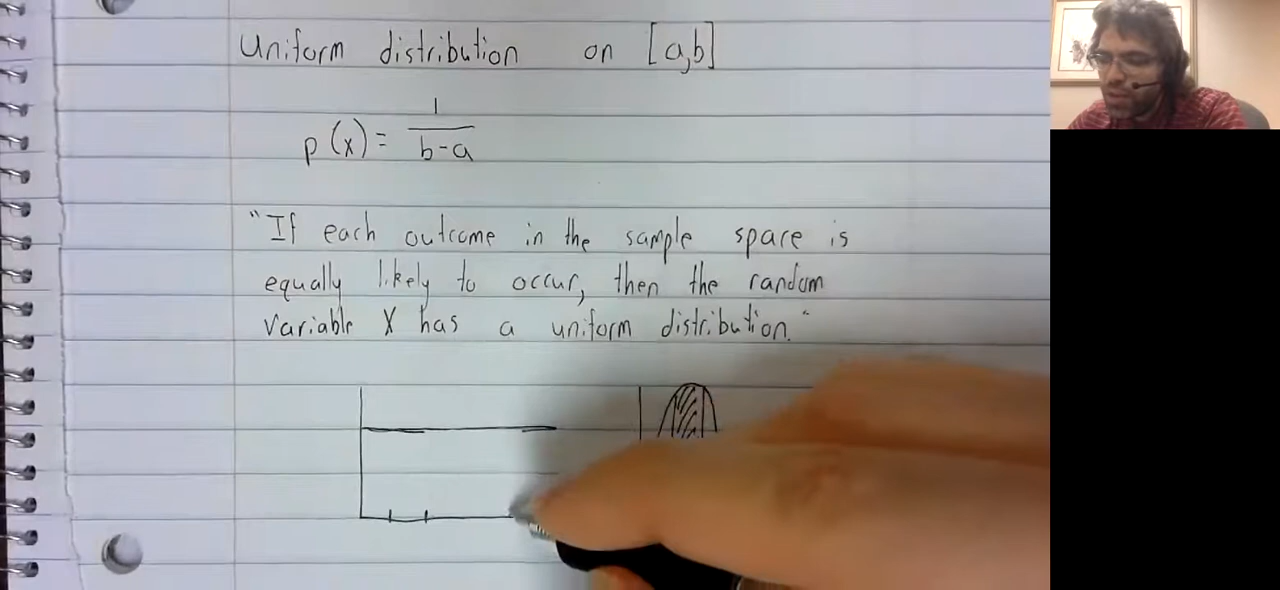 Uniform distribution on [a,b]
p(x) = 1/(b-a)
"If each outcome in the sample space is
equally likely to occur, then the random
variable X has a uniform distribution."